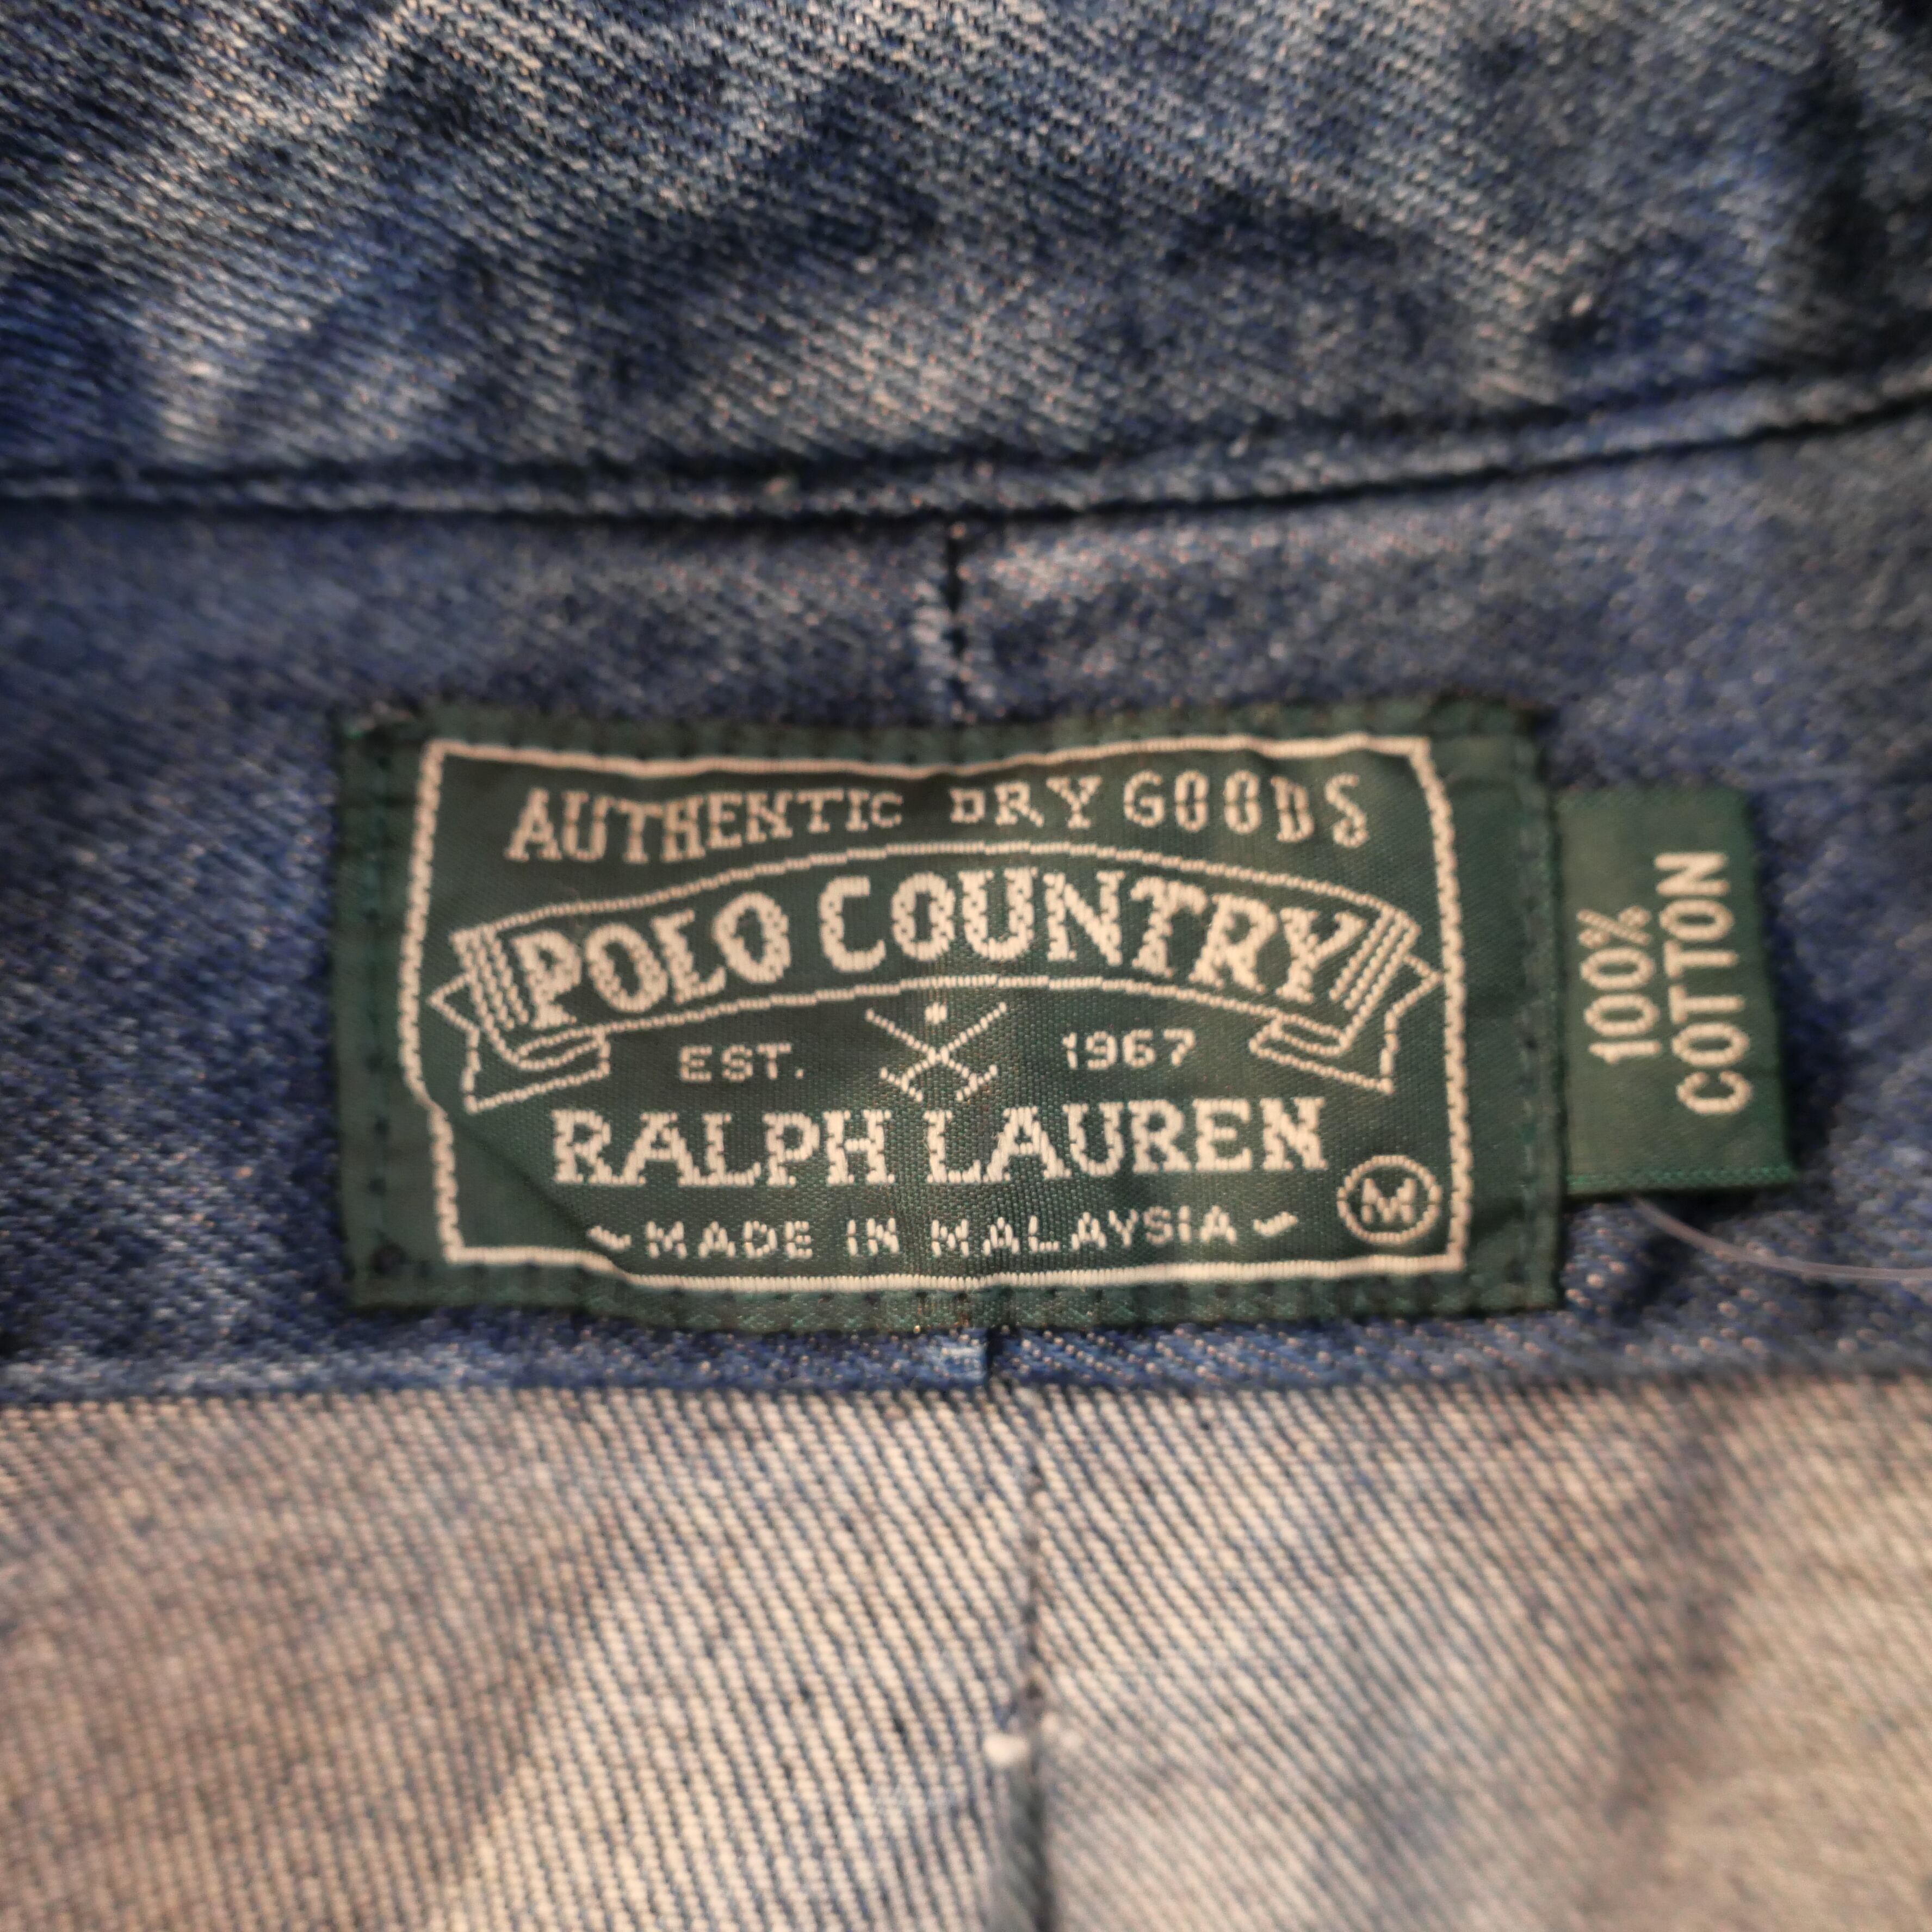 AUTHENTIC DRY GOODS
POLO COUNTRY
EST. 1967
RALPH LAUREN
M
MADE IN MALAYSIA
100%
COTTON